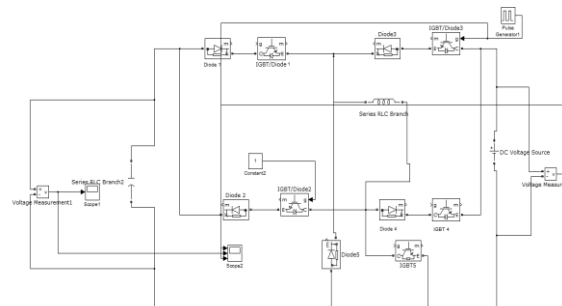 Pulse
Generator1
Diode 1
IGBT/Diode 1
Diode3
IGBT/Diode3
Series RLC Branch
DC Voltage Source
Series RLC Branch2
Constant2
1
IGBT/Diode2
Voltage Measurement1
Scope1
Voltage Measu
Diode 2
Diode 4
IGBT 4
Scope2
Diode5
IGBT5